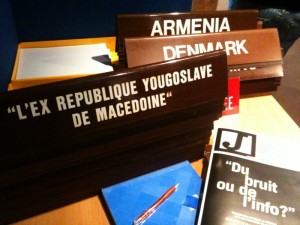 ARMENIA
DENMARK
"L'EX REPUBLIQUE YOUGOSLAVE
DE MACEDOINE"
J
"Du
bruit
ou de
l'info?"